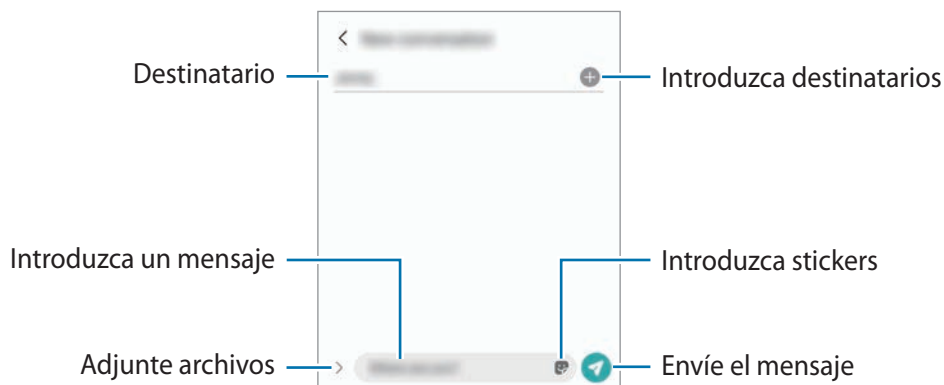 Destinatario
Introduzca destinatarios
Introduzca un mensaje
Introduzca stickers
Adjunte archivos
Envíe el mensaje